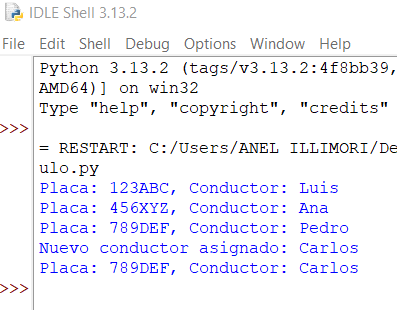 IDLE Shell 3.13.2
File Edit Shell Debug Options Window Help
Python 3.13.2 (tags/v3.13.2:4f8bb39,
AMD64)] on win32
Type "help", "copyright", "credits"
>>>
= RESTART: C:/Users/ANEL ILLIMORI/De
ulo.py
Placa: 123ABC, Conductor: Luis
Placa: 456XYZ, Conductor: Ana
Placa: 789DEF, Conductor: Pedro
Nuevo conductor asignado: Carlos
Placa: 789DEF, Conductor: Carlos
>>>